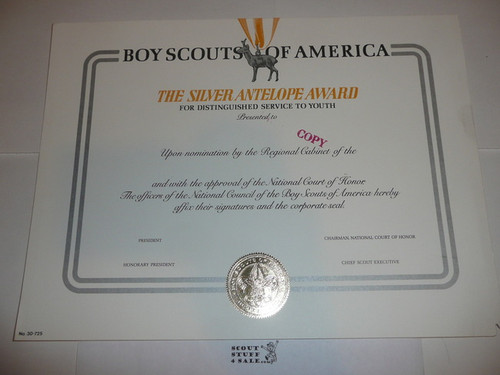 BOY SCOUTS OF AMERICA
THE SILVER ANTELOPE AWARD
FOR DISTINGUISHED SERVICE TO YOUTH
Presented to
COPY
Upon nomination by the Regional Cabinet of the
and with the approval of the National Court of Honor
The officers of the National Council of the Boy Scouts of America hereby
affix their signatures and the corporate seal.
PRESIDENT
CHAIRMAN, NATIONAL COURT OF HONOR
HONORARY PRESIDENT
CHIEF SCOUT EXECUTIVE
No. 20-725
SCOUT
STUFF
4 SALE